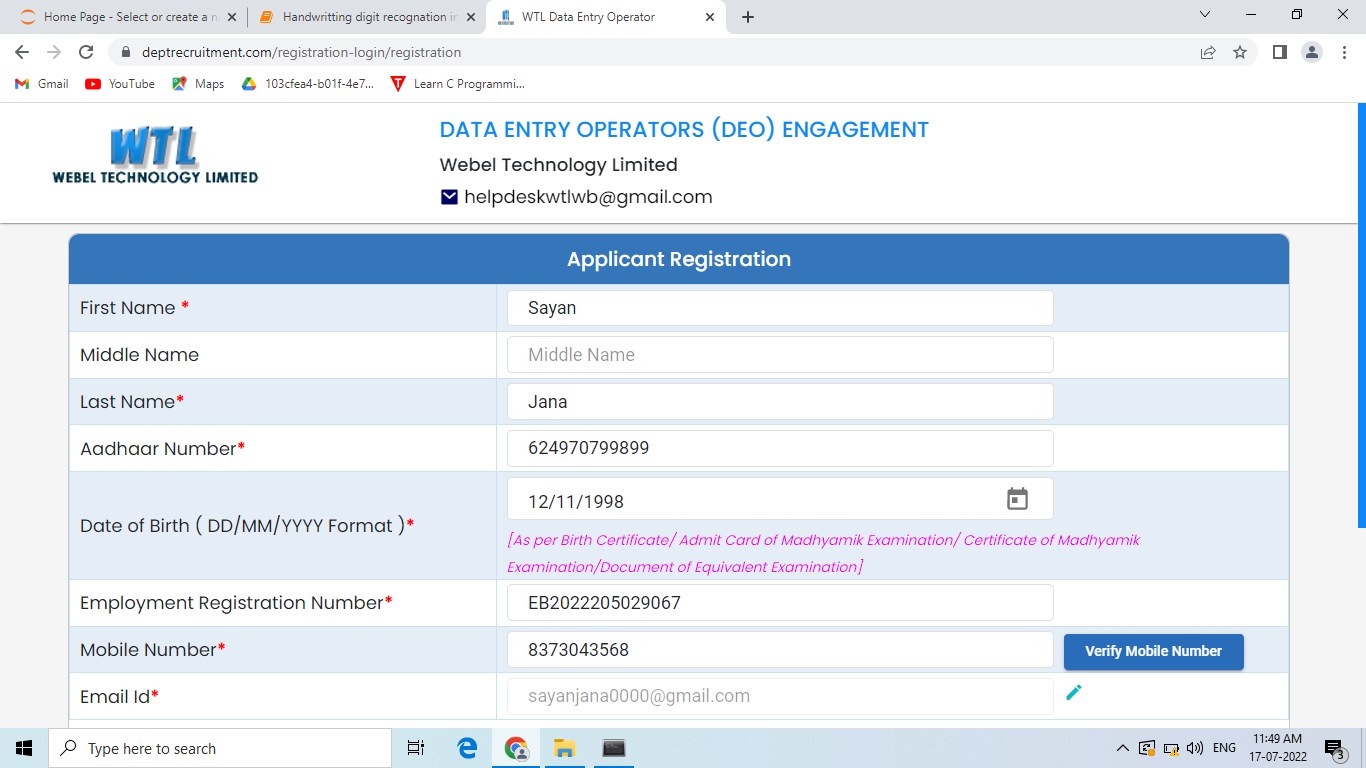 Home Page - Select or create a n
Handwritting digit recognation in
WTL Data Entry Operator
deptrecruitment.com/registration-login/registration
Gmail YouTube Maps 103cfea4-b01f-4e7... Learn C Programmi...
WTL
WEBEL TECHNOLOGY LIMITED
DATA ENTRY OPERATORS (DEO) ENGAGEMENT
Webel Technology Limited
helpdeskwtlwb@gmail.com
Applicant Registration
First Name * Sayan
Middle Name Middle Name
Last Name* Jana
Aadhaar Number* 624970799899
Date of Birth ( DD/MM/YYYY Format )* 12/11/1998
[As per Birth Certificate/ Admit Card of Madhyamik Examination/ Certificate of Madhyamik
Examination/Document of Equivalent Examination]
Employment Registration Number* EB2022205029067
Mobile Number* 8373043568 Verify Mobile Number
Email Id* sayanjana0000@gmail.com
Type here to search
ENG
11:49 AM
17-07-2022
3